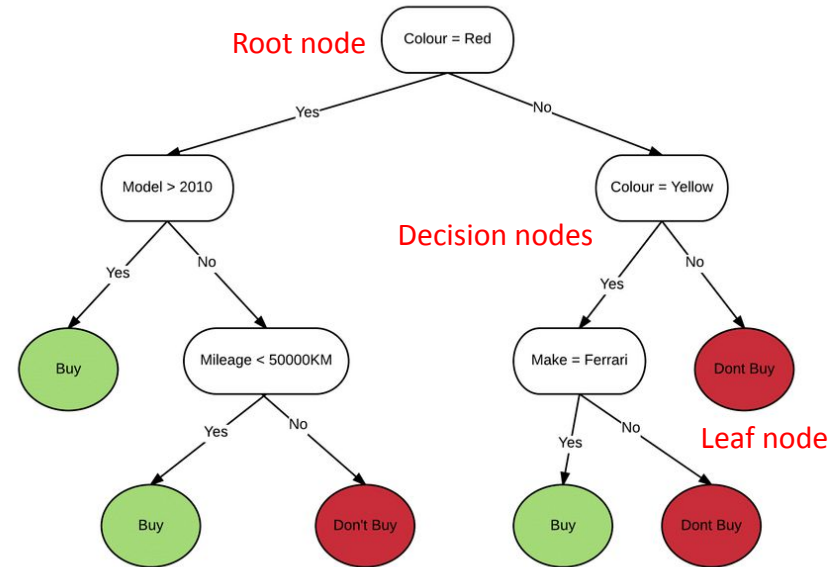 Root node
Colour = Red
Yes
No
Model > 2010
Colour = Yellow
Decision nodes
Yes
No
Yes
No
Buy
Mileage < 50000KM
Make = Ferrari
Dont Buy
Yes
No
Yes
No
Leaf node
Buy
Don't Buy
Buy
Dont Buy